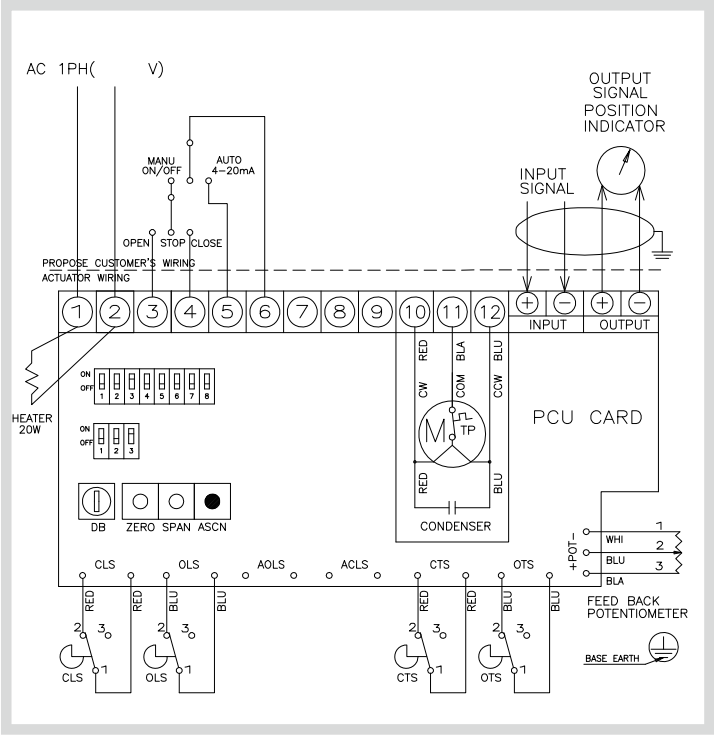 AC 1PH( V)
OUTPUT
SIGNAL
POSITION
INDICATOR
MANU
ON/OFF
AUTO
4-20mA
INPUT
SIGNAL
OPEN STOP CLOSE
PROPOSE CUSTOMER'S WIRING
ACTUATOR WIRING
1 2 3 4 5 6 7 8 9 10 11 12 + - + -
INPUT OUTPUT
RED BLA BLU
CW COM CCW
ON
OFF
1 2 3 4 5 6 7 8
HEATER
20W
M TP
PCU CARD
ON
OFF
1 2 3
RED BLU
CONDENSER
DB ZERO SPAN ASCN
+POT-
WHI 1
BLU 2
BLA 3
CLS OLS AOLS ACLS CTS OTS
RED RED BLU BLU RED RED BLU BLU
FEED BACK
POTENTIOMETER
2 3 2 3 2 3 2 3
BASE EARTH
1 1 1 1
CLS OLS CTS OTS